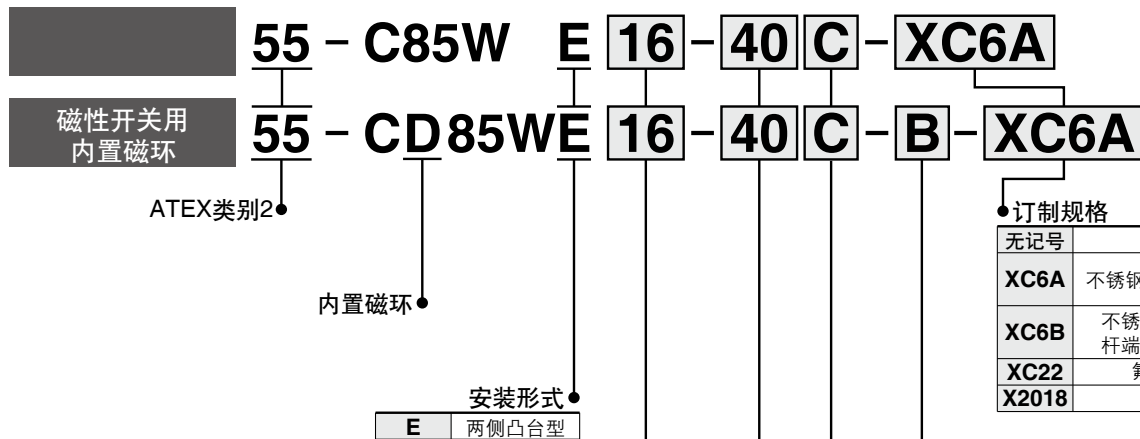 55 – C85W E 16 – 40 C – XC6A
磁性开关用
内置磁环
55 – CD85WE 16 – 40 C – B – XC6A
ATEX类别2
内置磁环
安装形式
E 两侧凸台型
订制规格
无记号
XC6A 不锈钢
XC6B 不锈
杆端
XC22
X2018